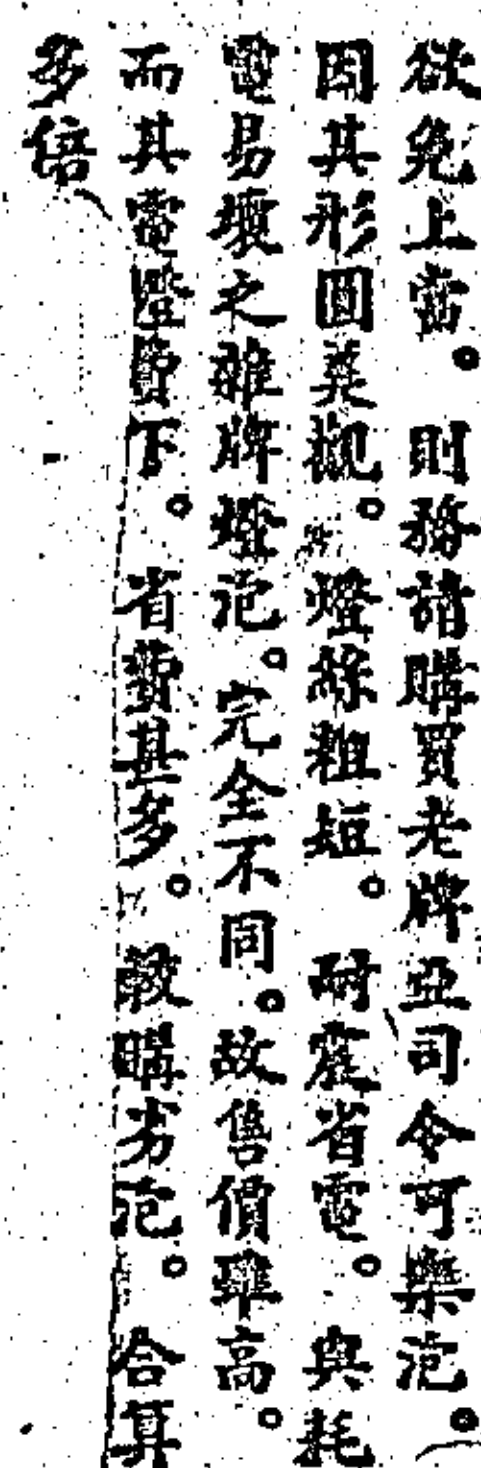 欲免上當。則務請購買老牌亞司令可樂泡。
因其形圓美觀。燈絲粗短。耐震省電。與耗
電易壞之雜牌燈泡。完全不同。故售價雖高。
而其電費下。省費甚多。較購劣泡。合算
多倍